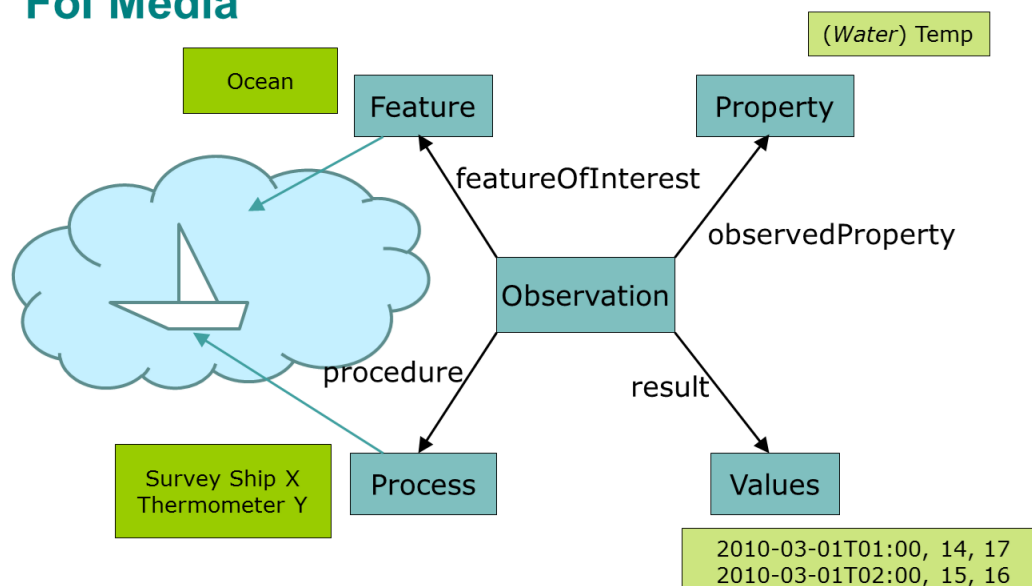 For Media
(Water) Temp
Ocean
Feature
Property
featureOfInterest
observedProperty
Observation
procedure
result
Survey Ship X
Thermometer Y
Process
Values
2010-03-01T01:00, 14, 17
2010-03-01T02:00, 15, 16